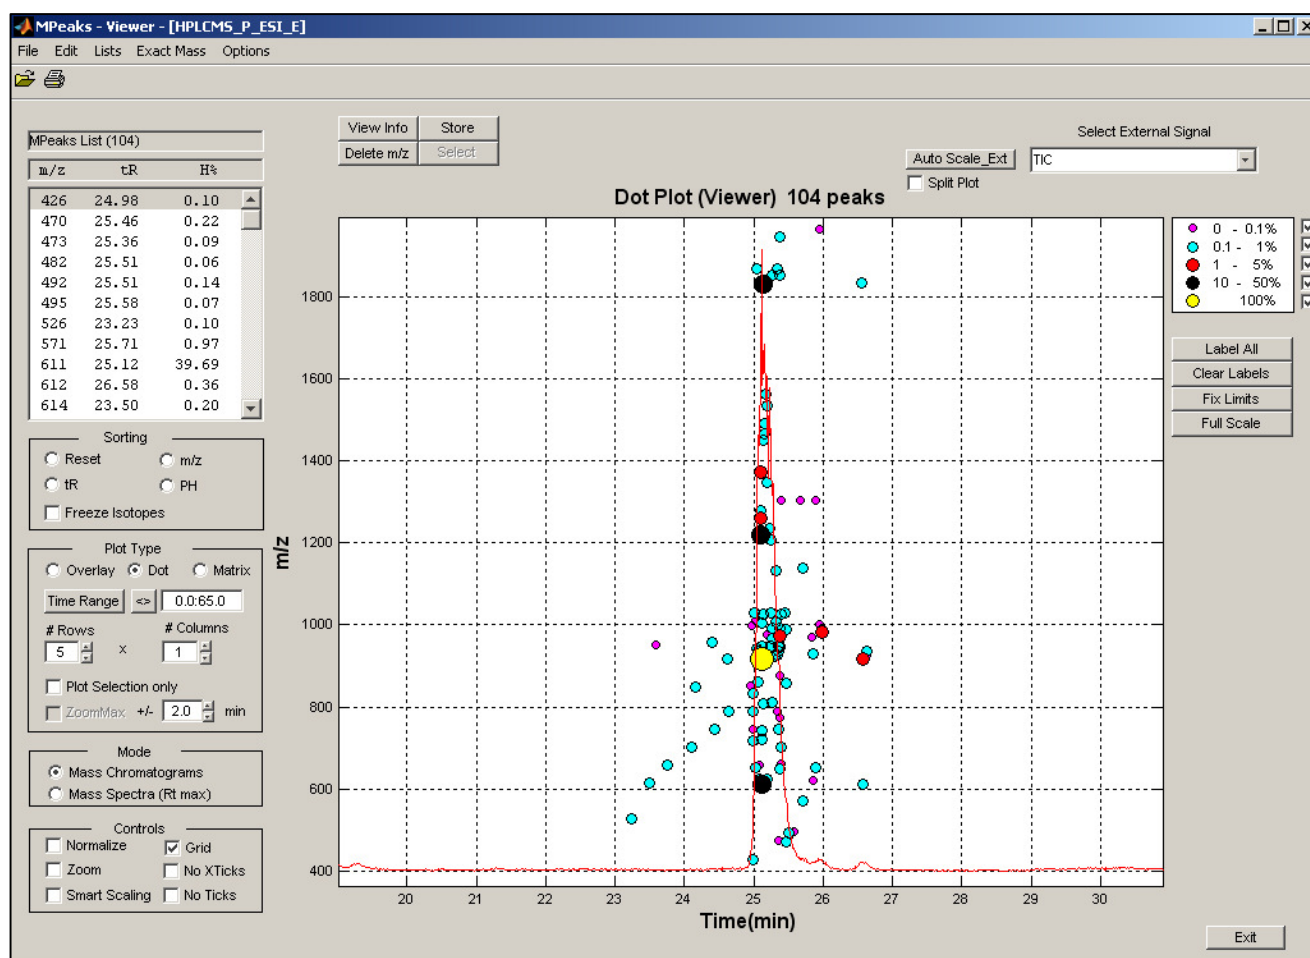 MPeaks - Viewer - [HPLCMS_P_ESI_E]
File Edit Lists Exact Mass Options
View Info Store
Delete m/z Select
Select External Signal
Auto Scale_Ext TIC
Split Plot
MPeaks List (104)
m/z tR H%
426 24.98 0.10
470 25.46 0.22
473 25.36 0.09
482 25.51 0.06
492 25.51 0.14
495 25.58 0.07
526 23.23 0.10
571 25.71 0.97
611 25.12 39.69
612 26.58 0.36
614 23.50 0.20
Sorting
Reset m/z
tR PH
Freeze Isotopes
Plot Type
Overlay Dot Matrix
Time Range <> 0.0:65.0
# Rows # Columns
5 x 1
Plot Selection only
ZoomMax +/- 2.0 min
Mode
Mass Chromatograms
Mass Spectra (Rt max)
Controls
Normalize Grid
Zoom No XTicks
Smart Scaling No Ticks
Dot Plot (Viewer) 104 peaks
m/z
1800
1600
1400
1200
1000
800
600
400
20 21 22 23 24 25 26 27 28 29 30
Time(min)
0 - 0.1%
0.1 - 1%
1 - 5%
10 - 50%
100%
Label All
Clear Labels
Fix Limits
Full Scale
Exit